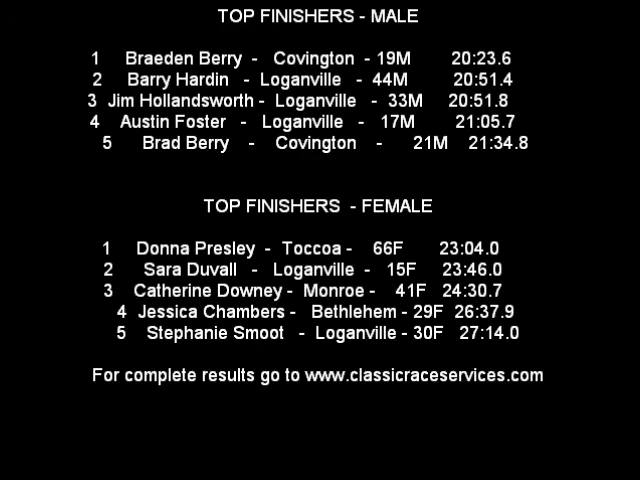 TOP FINISHERS - MALE
1 Braeden Berry - Covington - 19M 20:23.6
2 Barry Hardin - Loganville - 44M 20:51.4
3 Jim Hollandsworth - Loganville - 33M 20:51.8
4 Austin Foster - Loganville - 17M 21:05.7
5 Brad Berry - Covington - 21M 21:34.8
TOP FINISHERS - FEMALE
1 Donna Presley - Toccoa - 66F 23:04.0
2 Sara Duvall - Loganville - 15F 23:46.0
3 Catherine Downey - Monroe - 41F 24:30.7
4 Jessica Chambers - Bethlehem - 29F 26:37.9
5 Stephanie Smoot - Loganville - 30F 27:14.0
For complete results go to www.classicraceservices.com